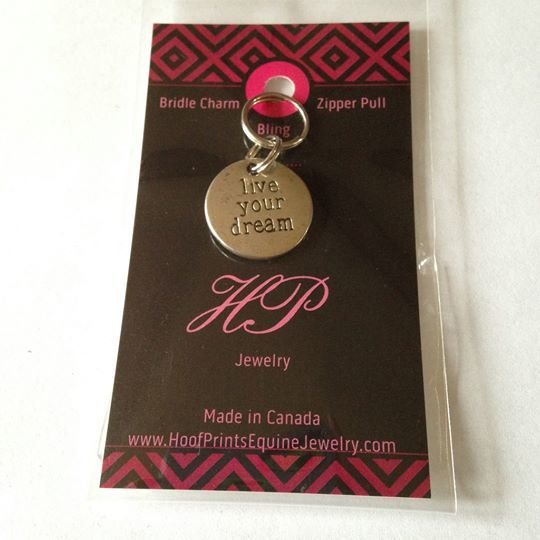 Bridle Charm Zipper Pull
Bling
live
your
dream
HP
Jewelry
Made in Canada
www.HoofPrintsEquineJewelry.com